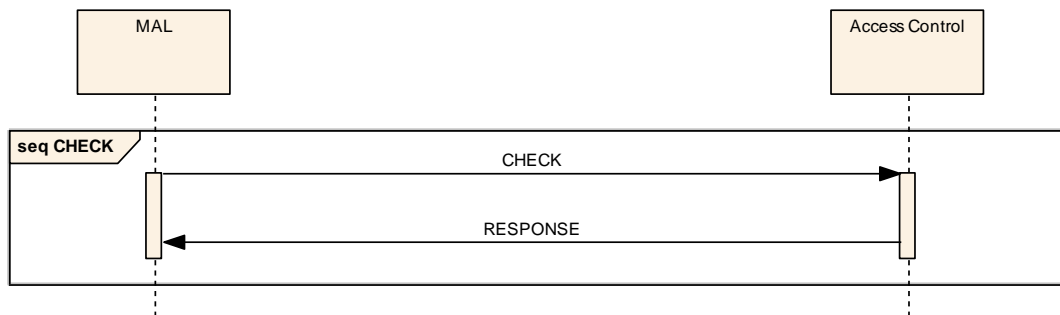 MAL
Access Control
seq CHECK
CHECK
RESPONSE